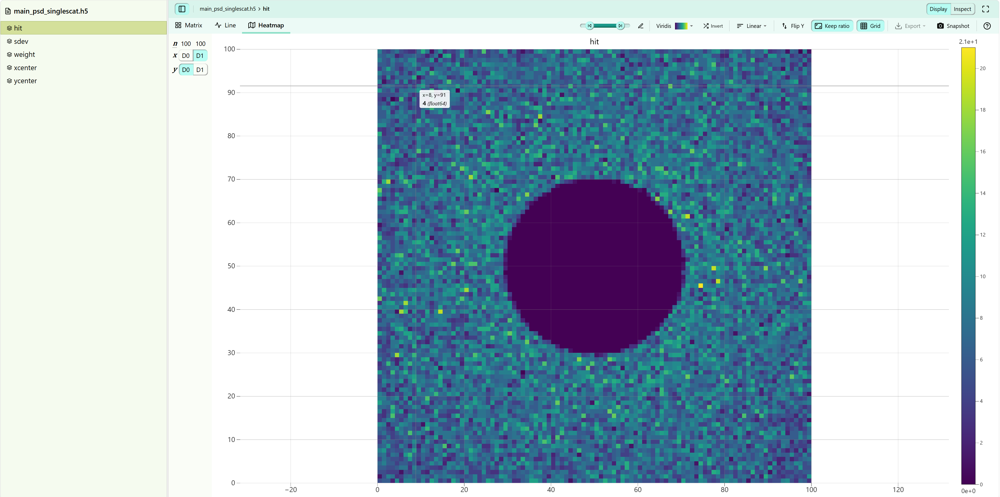 main_psd_singlescat.h5
hit
sdev
weight
xcenter
ycenter
main_psd_singlescat.h5 › hit
Display Inspect
Matrix Line Heatmap
Viridis Invert Linear Flip Y Keep ratio Grid Export Snapshot
n 100 100
x D0 D1
y D0 D1
hit
2.1e+1
100
90
80
70
60
50
40
30
20
10
0
x=8, y=91
4 (float64)
−20 0 20 40 60 80 100 120
20
18
16
14
12
10
8
6
4
2
0
0e+0